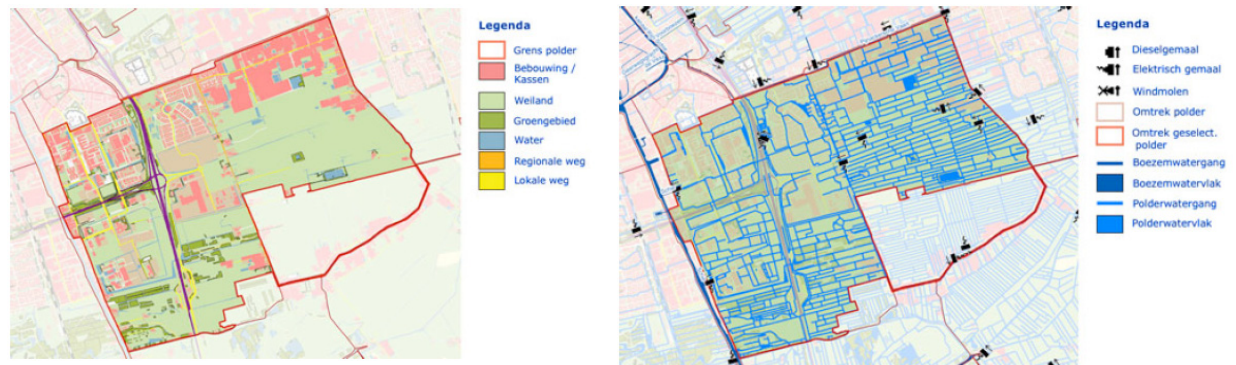 Legenda
Grens polder
Bebouwing /
Kassen
Weiland
Groengebied
Water
Regionale weg
Lokale weg
Legenda
Dieselgemaal
Elektrisch gemaal
Windmolen
Omtrek polder
Omtrek geselect.
polder
Boezemwatergang
Boezemwatervlak
Polderwatergang
Polderwatervlak